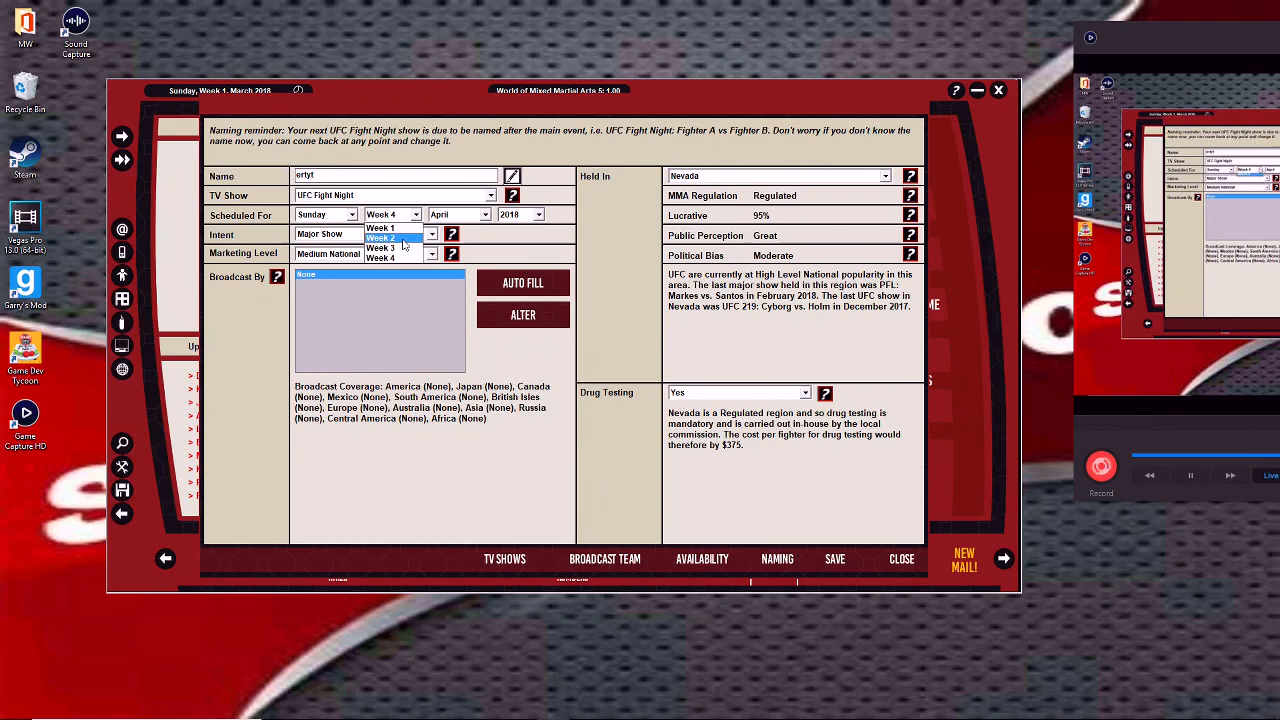 MW
Sound
Capture
Recycle Bin
Steam
Vegas Pro
13.0 (64-bit)
Garry's Mod
Game Dev
Tycoon
Game
Capture HD
Sunday, Week 1, March 2018
World of Mixed Martial Arts 5: 1.00
?
Naming reminder: Your next UFC Fight Night show is due to be named after the main event, i.e. UFC Fight Night: Fighter A vs Fighter B. Don't worry if you don't know the
name now, you can come back at any point and change it.
Name ertyt
TV Show UFC Fight Night ?
Scheduled For Sunday Week 4 April 2018
Week 1
Week 2
Week 3
Week 4
Intent Major Show ?
Marketing Level Medium National ?
Broadcast By ? None
AUTO FILL
ALTER
Broadcast Coverage: America (None), Japan (None), Canada
(None), Mexico (None), South America (None), British Isles
(None), Europe (None), Australia (None), Asia (None), Russia
(None), Central America (None), Africa (None)
Held In Nevada ?
MMA Regulation Regulated ?
Lucrative 95% ?
Public Perception Great ?
Political Bias Moderate ?
UFC are currently at High Level National popularity in this
area. The last major show held in this region was PFL:
Markes vs. Santos in February 2018. The last UFC show in
Nevada was UFC 219: Cyborg vs. Holm in December 2017.
Drug Testing Yes ?
Nevada is a Regulated region and so drug testing is
mandatory and is carried out in-house by the local
commission. The cost per fighter for drug testing would
therefore by $375.
TV SHOWS BROADCAST TEAM AVAILABILITY NAMING SAVE CLOSE
NEW
MAIL!
Up
Record
Live